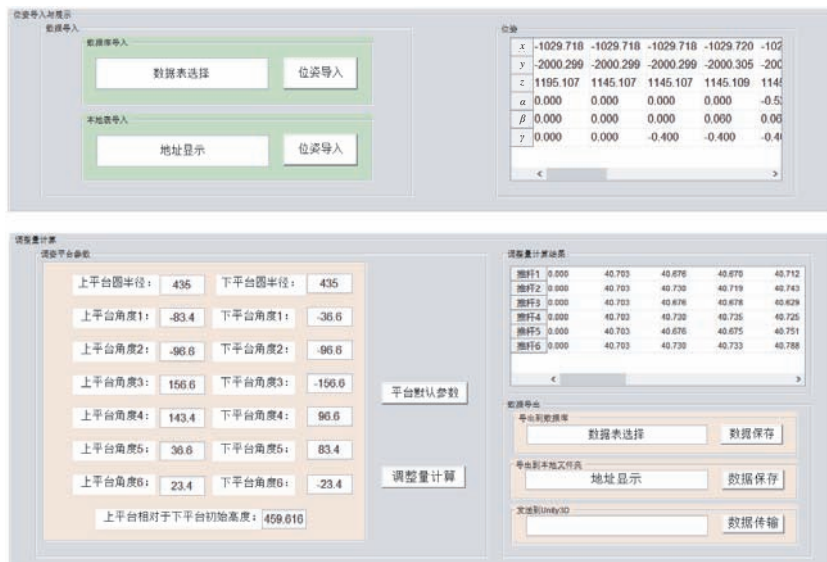 位姿导入与展示
数据导入
数据库导入
数据表选择 位姿导入
本地表导入
地址显示 位姿导入
位姿
x -1029.718 -1029.718 -1029.718 -1029.720 -102
y -2000.299 -2000.299 -2000.299 -2000.305 -200
z 1195.107 1145.107 1145.107 1145.109 114
α 0.000 0.000 0.000 0.000 -0.5
β 0.000 0.000 0.000 0.060 0.06
γ 0.000 0.000 -0.400 -0.400 -0.4
调整量计算
调姿平台参数
上平台圆半径: 435 下平台圆半径: 435
上平台角度1: -83.4 下平台角度1: -36.6
上平台角度2: -96.6 下平台角度2: -96.6
上平台角度3: 156.6 下平台角度3: -156.6
上平台角度4: 143.4 下平台角度4: 96.6
上平台角度5: 36.6 下平台角度5: 83.4
上平台角度6: 23.4 下平台角度6: -23.4
上平台相对于下平台初始高度: 459.616
平台默认参数
调整量计算
调整量计算结果
推杆1 0.000 40.703 40.676 40.670 40.712
推杆2 0.000 40.703 40.730 40.719 40.743
推杆3 0.000 40.703 40.676 40.678 40.629
推杆4 0.000 40.703 40.730 40.735 40.725
推杆5 0.000 40.703 40.676 40.675 40.751
推杆6 0.000 40.703 40.730 40.733 40.788
数据导出
导出到数据库
数据表选择 数据保存
导出到本地文件夹
地址显示 数据保存
发送到Unity3D
数据传输